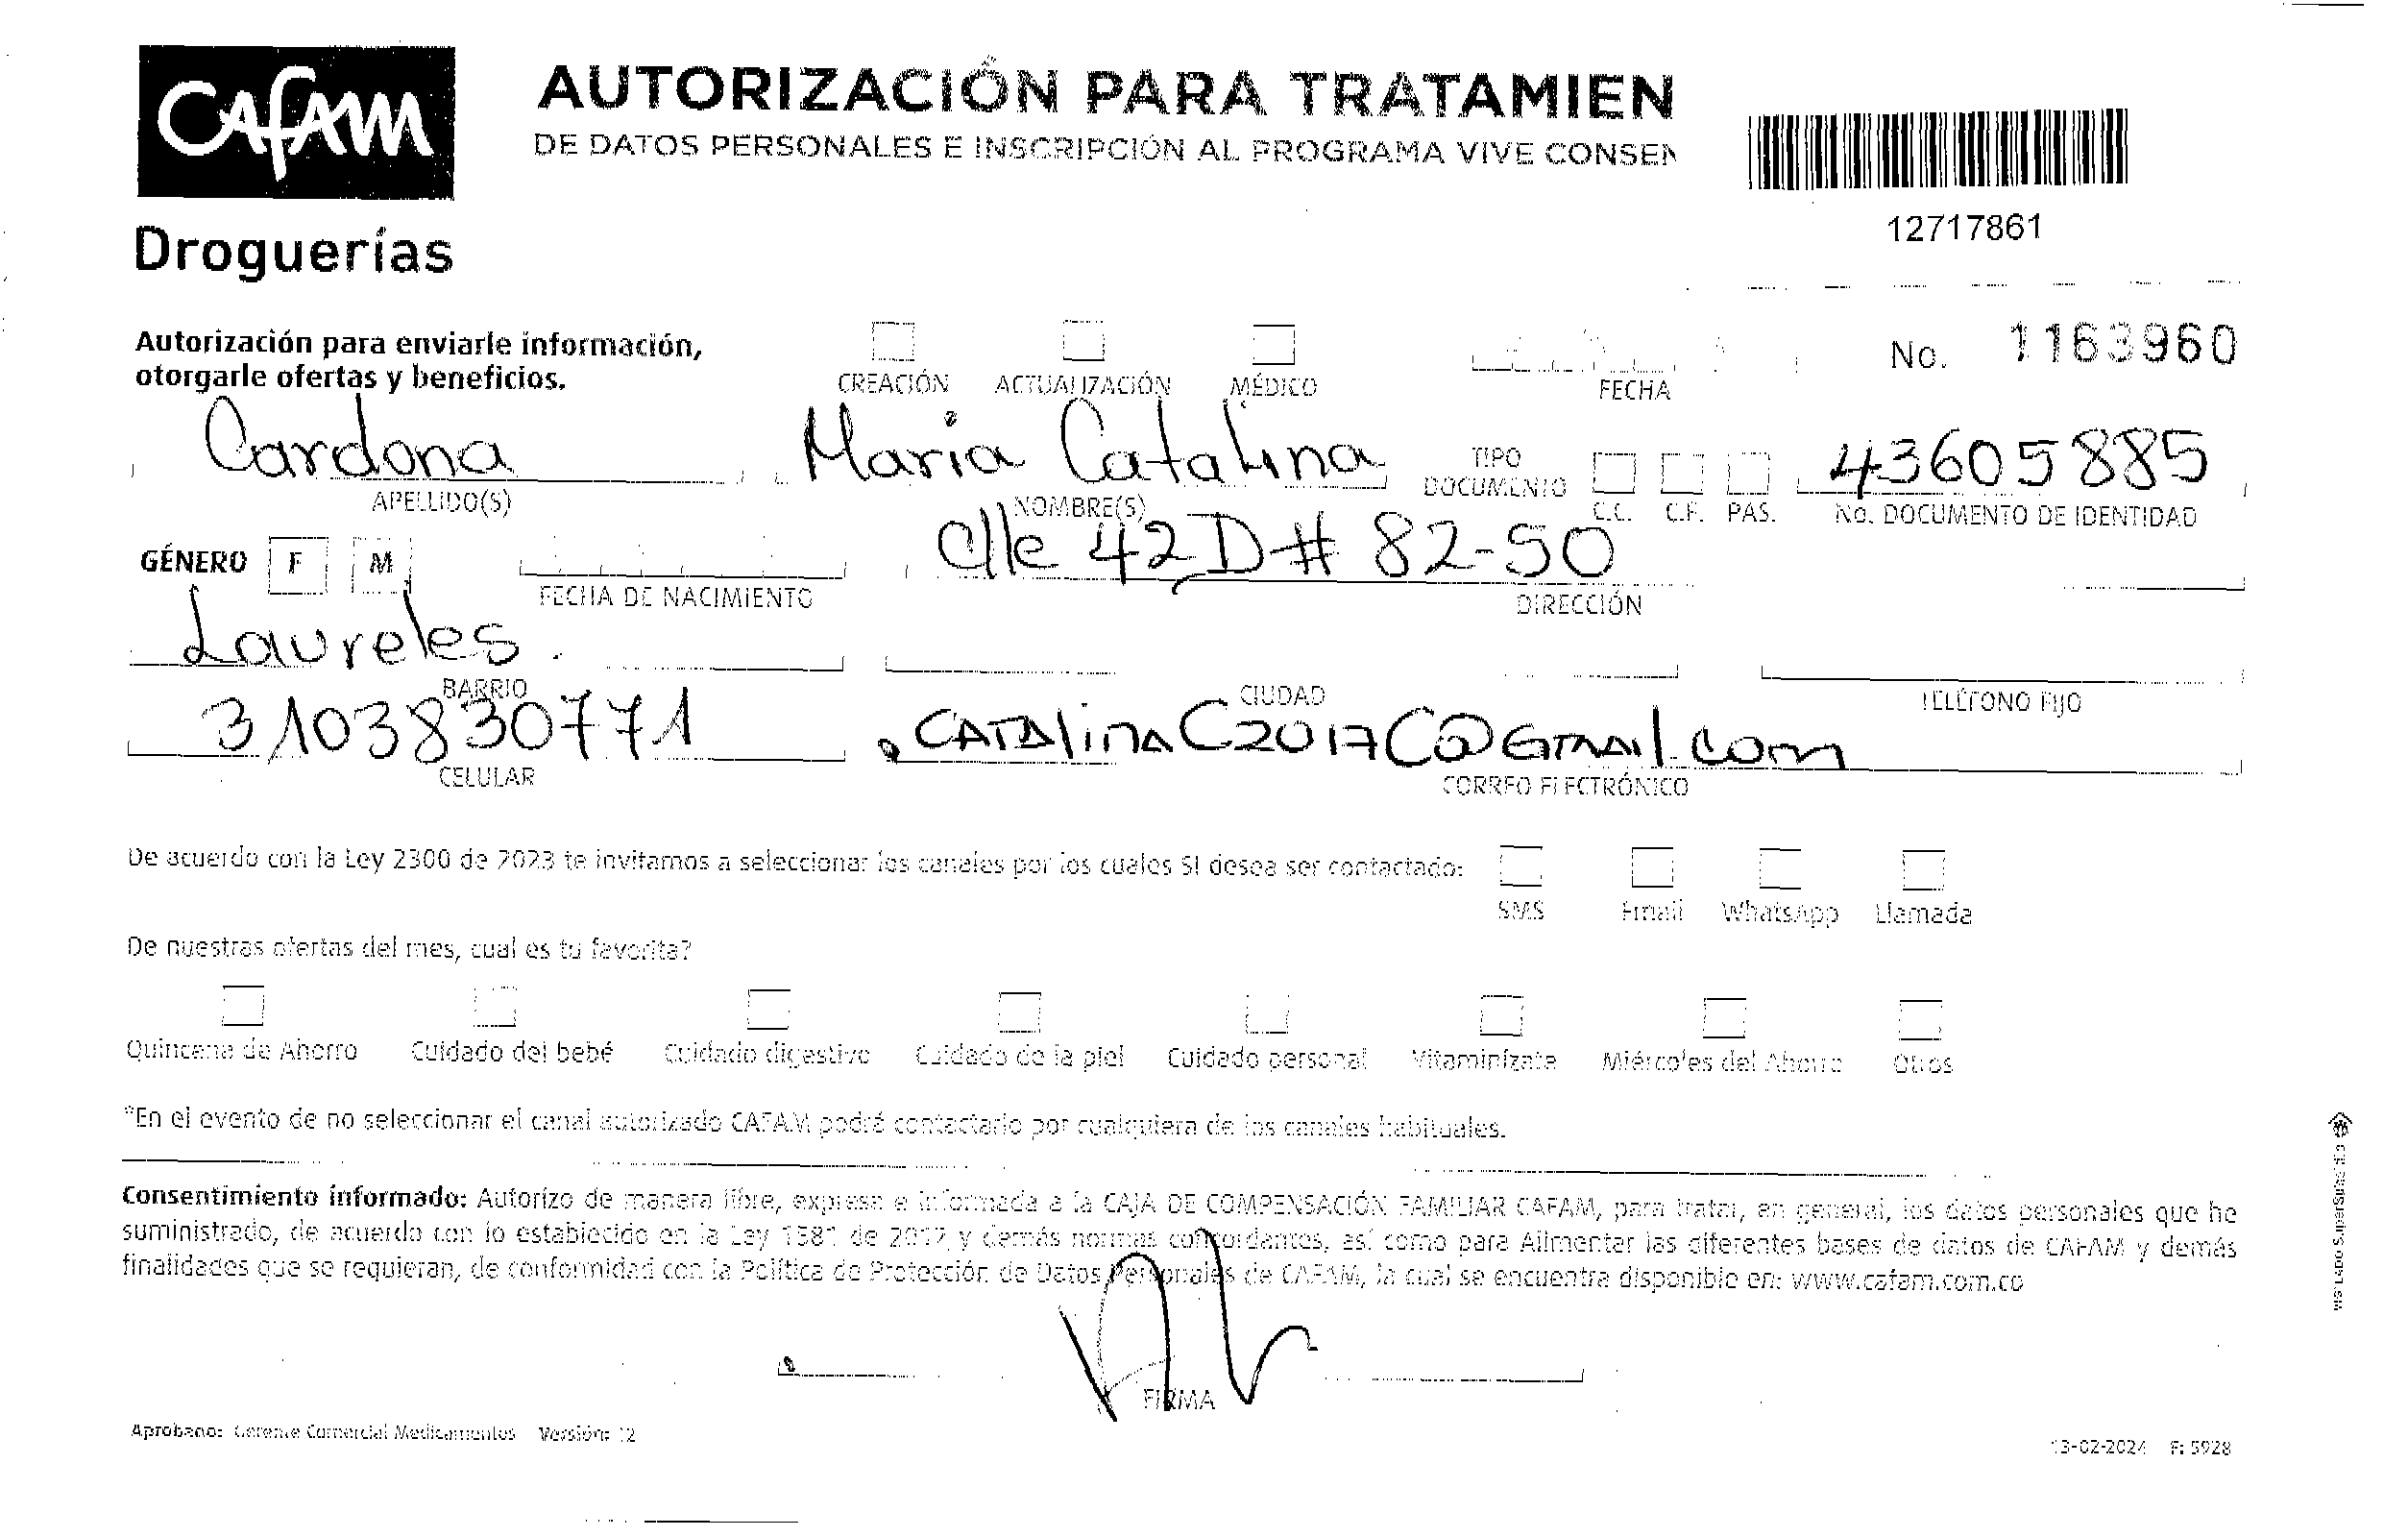 Cafam
AUTORIZACIÓN PARA TRATAMIEN
DE DATOS PERSONALES E INSCRIPCIÓN AL PROGRAMA VIVE CONSEN
12717861
Droguerías
Autorización para enviarle información,
otorgarle ofertas y beneficios.
CREACIÓN ACTUALIZACIÓN MÉDICO FECHA
No. 1163960
Cardona Maria Catalina 43605885
APELLIDO(S) NOMBRE(S) TIPO DOCUMENTO C.C. C.E. PAS. No. DOCUMENTO DE IDENTIDAD
GÉNERO F M Clle 42D # 82-50
FECHA DE NACIMIENTO DIRECCIÓN
Laureles
BARRIO CIUDAD TELÉFONO FIJO
3103830771 CATALINAC2017C@Gmail.com
CELULAR CORREO ELECTRÓNICO
De acuerdo con la Ley 2300 de 2023 te invitamos a seleccionar los canales por los cuales SI desea ser contactado:
SMS Email WhatsApp Llamada
De nuestras ofertas del mes, cual es tu favorita?
Quincena de Ahorro Cuidado del bebé Cuidado digestivo Cuidado de la piel Cuidado personal Vitaminízate Miércoles del Ahorro Otros
*En el evento de no seleccionar el canal autorizado CAFAM podrá contactarlo por cualquiera de los canales habituales.
Consentimiento informado: Autorizo de manera libre, expresa e informada a la CAJA DE COMPENSACIÓN FAMILIAR CAFAM, para tratar, en general, los datos personales que he
suministrado, de acuerdo con lo establecido en la Ley 1581 de 2012 y demás normas concordantes, así como para Alimentar las diferentes bases de datos de CAFAM y demás
finalidades que se requieran, de conformidad con la Política de Protección de Datos Personales de CAFAM, la cual se encuentra disponible en: www.cafam.com.co
FIRMA
Aprobado: Gerente Comercial Medicamentos Versión: 12
13-02-2024 F: 5928